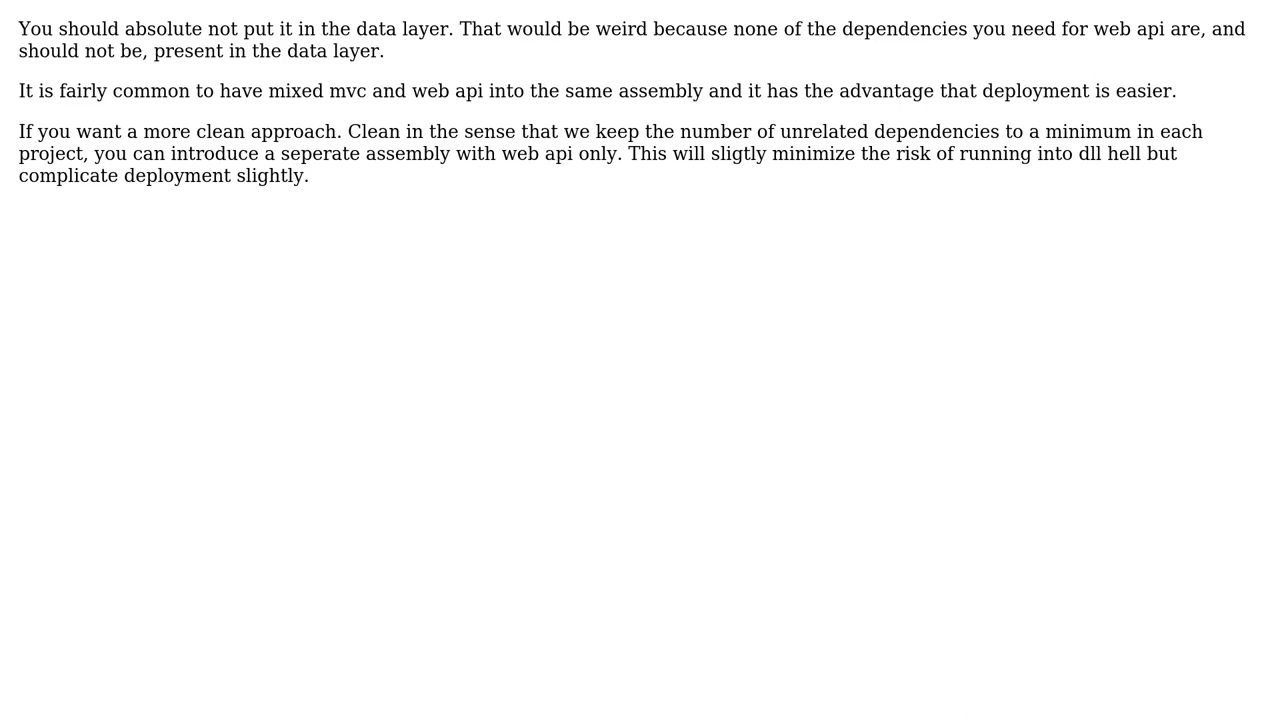 You should absolute not put it in the data layer. That would be weird because none of the dependencies you need for web api are, and
should not be, present in the data layer.
It is fairly common to have mixed mvc and web api into the same assembly and it has the advantage that deployment is easier.
If you want a more clean approach. Clean in the sense that we keep the number of unrelated dependencies to a minimum in each
project, you can introduce a seperate assembly with web api only. This will sligtly minimize the risk of running into dll hell but
complicate deployment slightly.